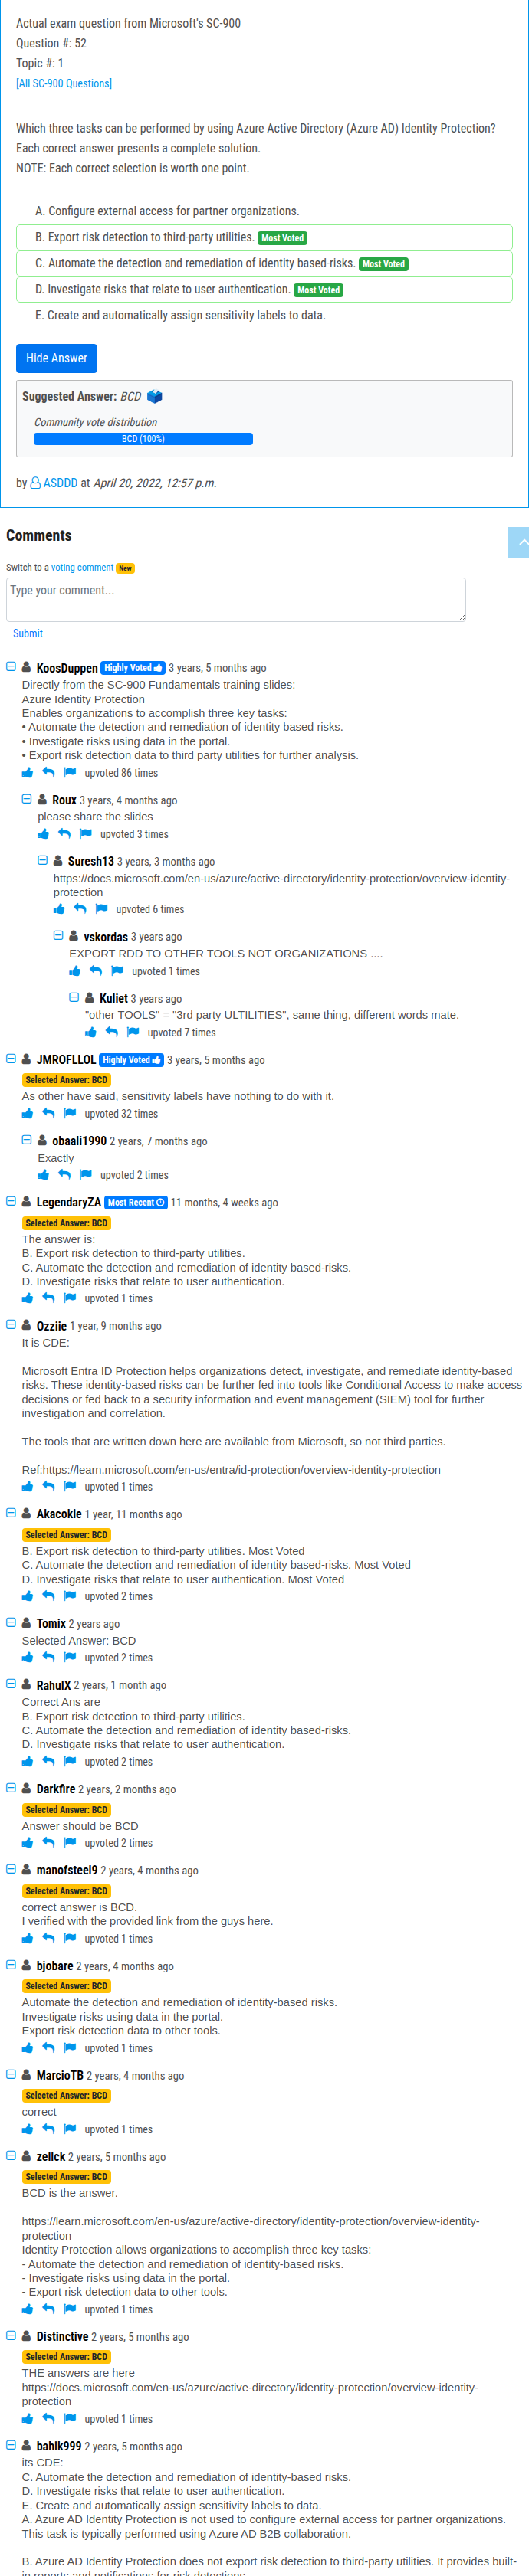 Actual exam question from Microsoft's SC-900
Question #: 52
Topic #: 1
[All SC-900 Questions]
Which three tasks can be performed by using Azure Active Directory (Azure AD) Identity Protection?
Each correct answer presents a complete solution.
NOTE: Each correct selection is worth one point.
A. Configure external access for partner organizations.
B. Export risk detection to third-party utilities. Most Voted
C. Automate the detection and remediation of identity based-risks. Most Voted
D. Investigate risks that relate to user authentication. Most Voted
E. Create and automatically assign sensitivity labels to data.
Hide Answer
Suggested Answer: BCD
Community vote distribution
BCD (100%)
by ASDDD at April 20, 2022, 12:57 p.m.
Comments
Switch to a voting comment New
Type your comment...
Submit
KoosDuppen Highly Voted 3 years, 5 months ago
Directly from the SC-900 Fundamentals training slides:
Azure Identity Protection
Enables organizations to accomplish three key tasks:
• Automate the detection and remediation of identity based risks.
• Investigate risks using data in the portal.
• Export risk detection data to third party utilities for further analysis.
upvoted 86 times
Roux 3 years, 4 months ago
please share the slides
upvoted 3 times
Suresh13 3 years, 3 months ago
https://docs.microsoft.com/en-us/azure/active-directory/identity-protection/overview-identity-
protection
upvoted 6 times
vskordas 3 years ago
EXPORT RDD TO OTHER TOOLS NOT ORGANIZATIONS ....
upvoted 1 times
Kuliet 3 years ago
"other TOOLS" = "3rd party ULTILITIES", same thing, different words mate.
upvoted 7 times
JMROFLLOL Highly Voted 3 years, 5 months ago
Selected Answer: BCD
As other have said, sensitivity labels have nothing to do with it.
upvoted 32 times
obaali1990 2 years, 7 months ago
Exactly
upvoted 2 times
LegendaryZA Most Recent 11 months, 4 weeks ago
Selected Answer: BCD
The answer is:
B. Export risk detection to third-party utilities.
C. Automate the detection and remediation of identity based-risks.
D. Investigate risks that relate to user authentication.
upvoted 1 times
Ozziie 1 year, 9 months ago
It is CDE:
Microsoft Entra ID Protection helps organizations detect, investigate, and remediate identity-based
risks. These identity-based risks can be further fed into tools like Conditional Access to make access
decisions or fed back to a security information and event management (SIEM) tool for further
investigation and correlation.
The tools that are written down here are available from Microsoft, so not third parties.
Ref:https://learn.microsoft.com/en-us/entra/id-protection/overview-identity-protection
upvoted 1 times
Akacokie 1 year, 11 months ago
Selected Answer: BCD
B. Export risk detection to third-party utilities. Most Voted
C. Automate the detection and remediation of identity based-risks. Most Voted
D. Investigate risks that relate to user authentication. Most Voted
upvoted 2 times
Tomix 2 years ago
Selected Answer: BCD
upvoted 2 times
RahulX 2 years, 1 month ago
Correct Ans are
B. Export risk detection to third-party utilities.
C. Automate the detection and remediation of identity based-risks.
D. Investigate risks that relate to user authentication.
upvoted 2 times
Darkfire 2 years, 2 months ago
Selected Answer: BCD
Answer should be BCD
upvoted 2 times
manofsteel9 2 years, 4 months ago
Selected Answer: BCD
correct answer is BCD.
I verified with the provided link from the guys here.
upvoted 1 times
bjobare 2 years, 4 months ago
Selected Answer: BCD
Automate the detection and remediation of identity-based risks.
Investigate risks using data in the portal.
Export risk detection data to other tools.
upvoted 1 times
MarcioTB 2 years, 4 months ago
Selected Answer: BCD
correct
upvoted 1 times
zellck 2 years, 5 months ago
Selected Answer: BCD
BCD is the answer.
https://learn.microsoft.com/en-us/azure/active-directory/identity-protection/overview-identity-
protection
Identity Protection allows organizations to accomplish three key tasks:
- Automate the detection and remediation of identity-based risks.
- Investigate risks using data in the portal.
- Export risk detection data to other tools.
upvoted 1 times
Distinctive 2 years, 5 months ago
Selected Answer: BCD
THE answers are here
https://docs.microsoft.com/en-us/azure/active-directory/identity-protection/overview-identity-
protection
upvoted 1 times
bahik999 2 years, 5 months ago
its CDE:
C. Automate the detection and remediation of identity-based risks.
D. Investigate risks that relate to user authentication.
E. Create and automatically assign sensitivity labels to data.
A. Azure AD Identity Protection is not used to configure external access for partner organizations.
This task is typically performed using Azure AD B2B collaboration.
B. Azure AD Identity Protection does not export risk detection to third-party utilities. It provides built-